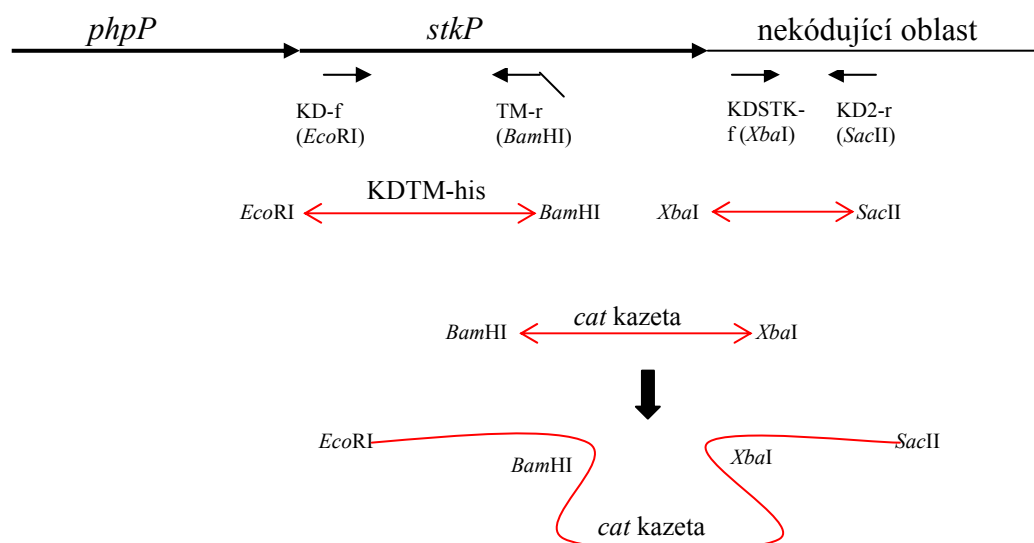 phpP stkP nekódující oblast
KD-f
(EcoRI)
TM-r
(BamHI)
KDSTK-
f (XbaI)
KD2-r
(SacII)
KDTM-his
EcoRI BamHI XbaI SacII
cat kazeta
BamHI XbaI
EcoRI SacII
BamHI XbaI
cat kazeta